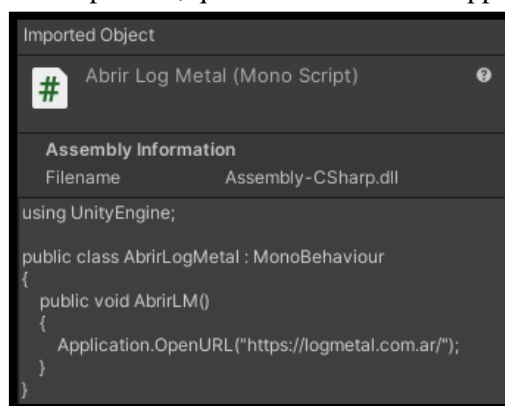 Imported Object
# Abrir Log Metal (Mono Script)
Assembly Information
Filename Assembly-CSharp.dll
using UnityEngine;
public class AbrirLogMetal : MonoBehaviour
{
public void AbrirLM()
{
Application.OpenURL("https://logmetal.com.ar/");
}
}